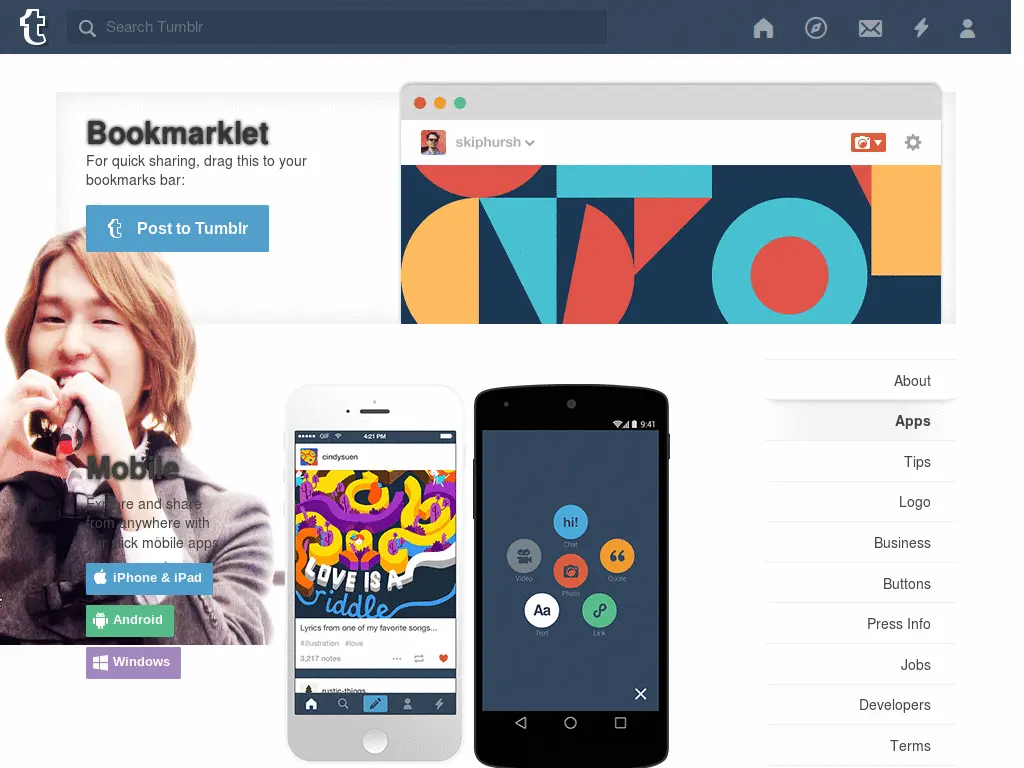 Search Tumblr
Bookmarklet
For quick sharing, drag this to your
bookmarks bar:
Post to Tumblr
skiphursh
Mobile
Explore and share
from anywhere with
our slick mobile apps
iPhone & iPad
Android
Windows
GIF
4:21 PM
cindysuen
LOVE IS A
riddle
Lyrics from one of my favorite songs...
#illustration #love
3,217 notes
rustic-things
9:41
hi!
Chat
Video
Quote
Photo
Aa
Text
Link
About
Apps
Tips
Logo
Business
Buttons
Press Info
Jobs
Developers
Terms